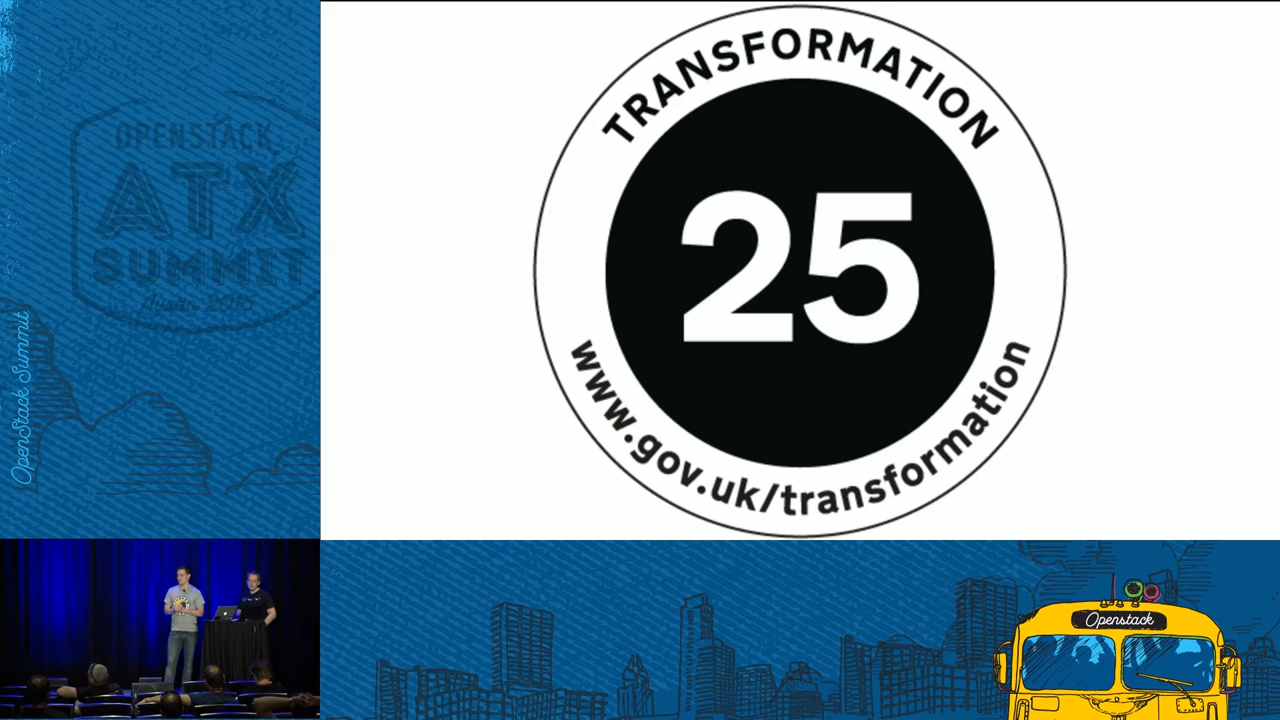 TRANSFORMATION
25
www.gov.uk/transformation
OPENSTACK
ATX
SUMMIT
Austin 2016
OpenStack Summit
Openstack